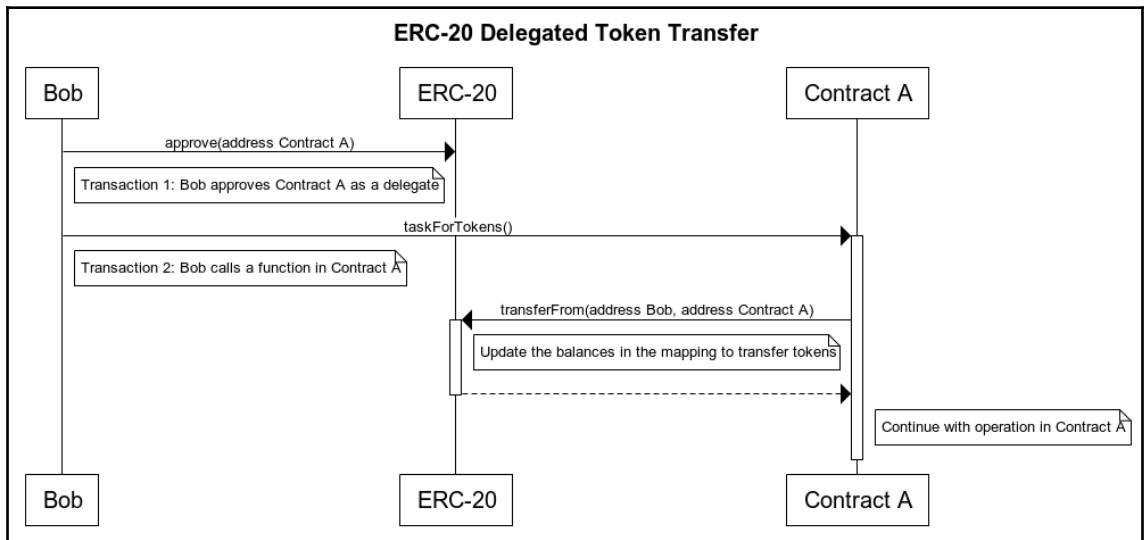 ERC-20 Delegated Token Transfer
Bob
ERC-20
Contract A
approve(address Contract A)
Transaction 1: Bob approves Contract A as a delegate
taskForTokens()
Transaction 2: Bob calls a function in Contract A
transferFrom(address Bob, address Contract A)
Update the balances in the mapping to transfer tokens
Continue with operation in Contract A
Bob
ERC-20
Contract A